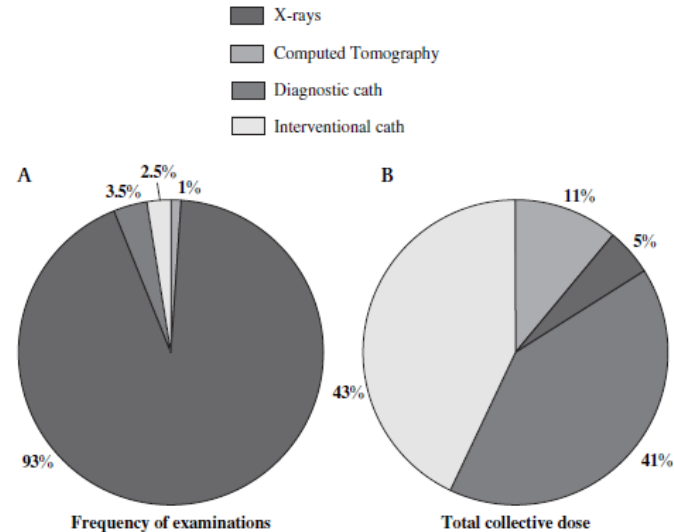 X-rays
Computed Tomography
Diagnostic cath
Interventional cath
A
2.5%
3.5%
1%
93%
Frequency of examinations
B
11%
5%
43%
41%
Total collective dose